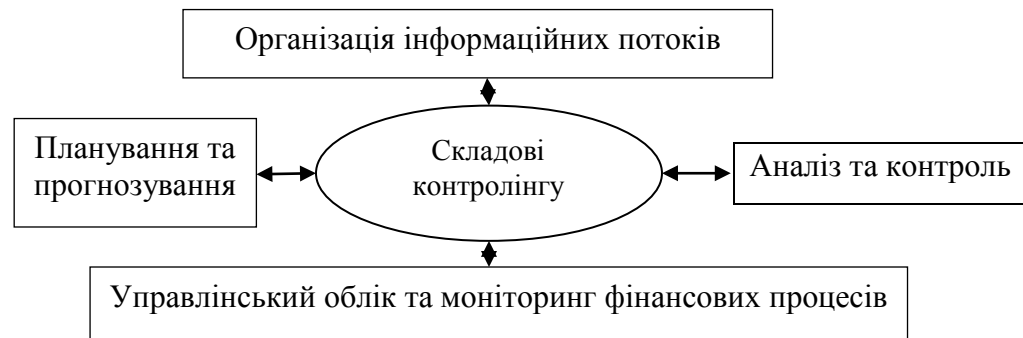 Організація інформаційних потоків
Планування та
прогнозування
Складові
контролінгу
Аналіз та контроль
Управлінський облік та моніторинг фінансових процесів